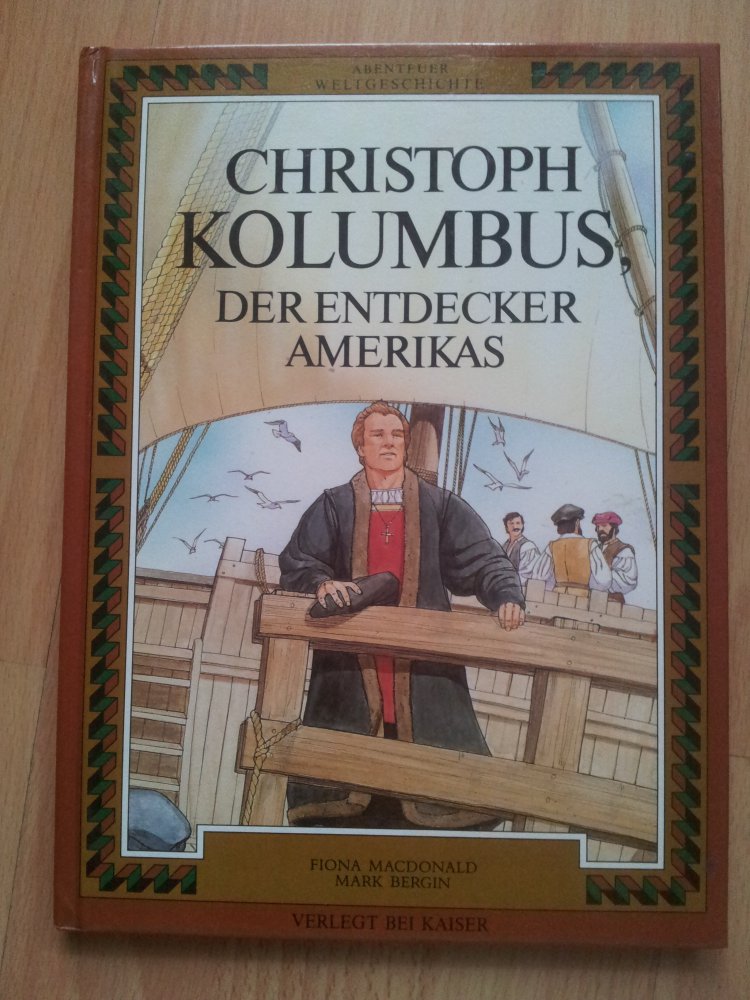 ABENTEUER
WELTGESCHICHTE
CHRISTOPH
KOLUMBUS,
DER ENTDECKER
AMERIKAS
FIONA MACDONALD
MARK BERGIN
VERLEGT BEI KAISER